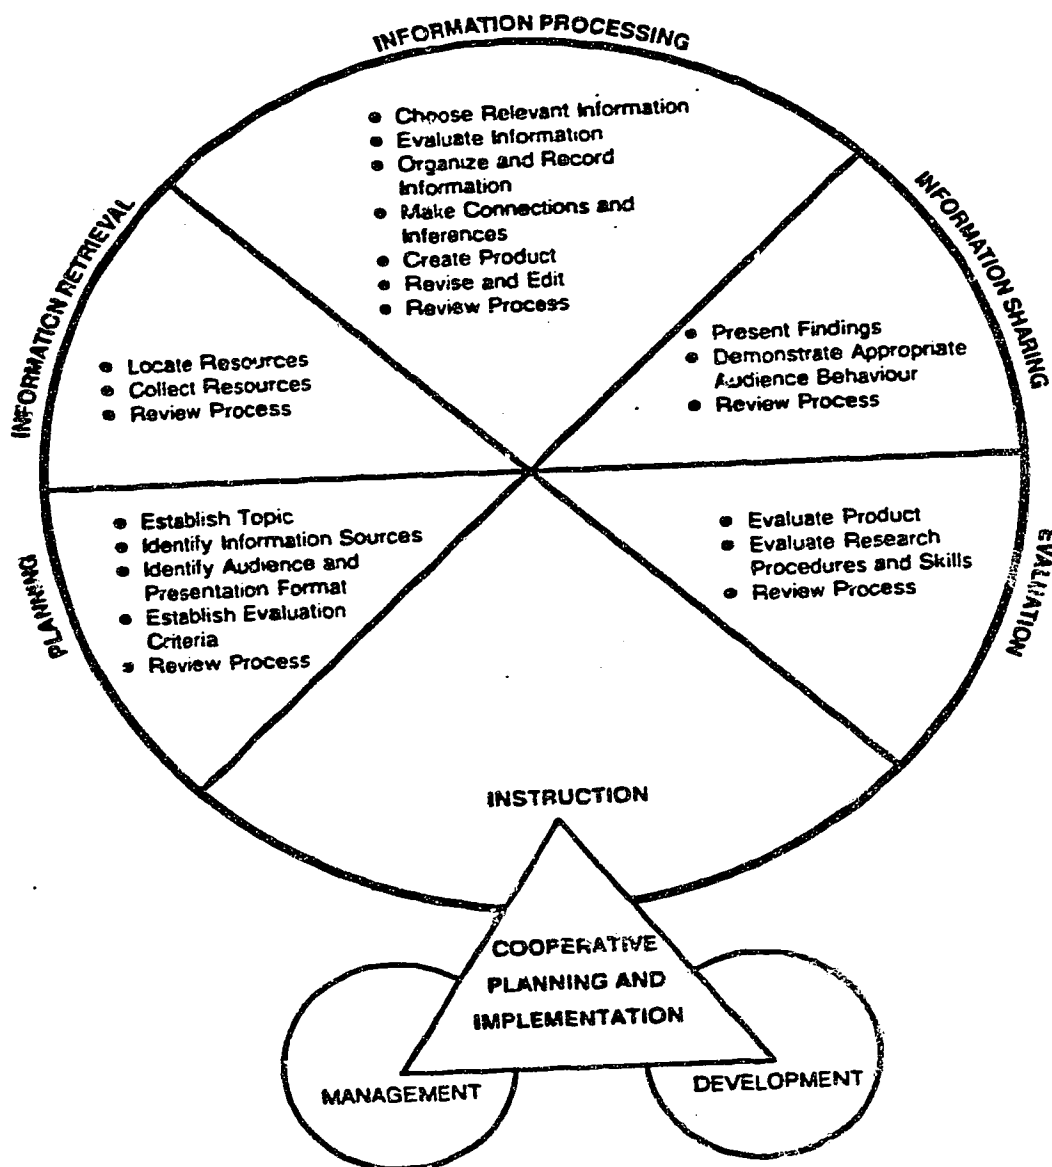 INFORMATION PROCESSING
• Choose Relevant Information
• Evaluate Information
• Organize and Record
Information
• Make Connections and
Inferences
• Create Product
• Revise and Edit
• Review Process
INFORMATION RETRIEVAL
• Locate Resources
• Collect Resources
• Review Process
INFORMATION SHARING
• Present Findings
• Demonstrate Appropriate
Audience Behaviour
• Review Process
PLANNING
• Establish Topic
• Identify Information Sources
• Identify Audience and
Presentation Format
• Establish Evaluation
Criteria
• Review Process
EVALUATION
• Evaluate Product
• Evaluate Research
Procedures and Skills
• Review Process
INSTRUCTION
COOPERATIVE
PLANNING AND
IMPLEMENTATION
MANAGEMENT
DEVELOPMENT